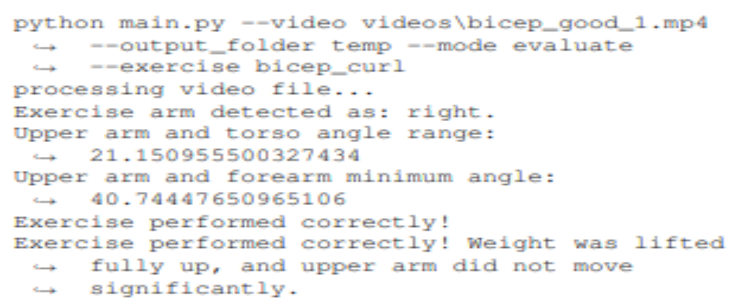 python main.py --video videos\bicep_good_1.mp4
↪ --output_folder temp --mode evaluate
↪ --exercise bicep_curl
processing video file...
Exercise arm detected as: right.
Upper arm and torso angle range:
↪ 21.150955500327434
Upper arm and forearm minimum angle:
↪ 40.74447650965106
Exercise performed correctly!
Exercise performed correctly! Weight was lifted
↪ fully up, and upper arm did not move
↪ significantly.